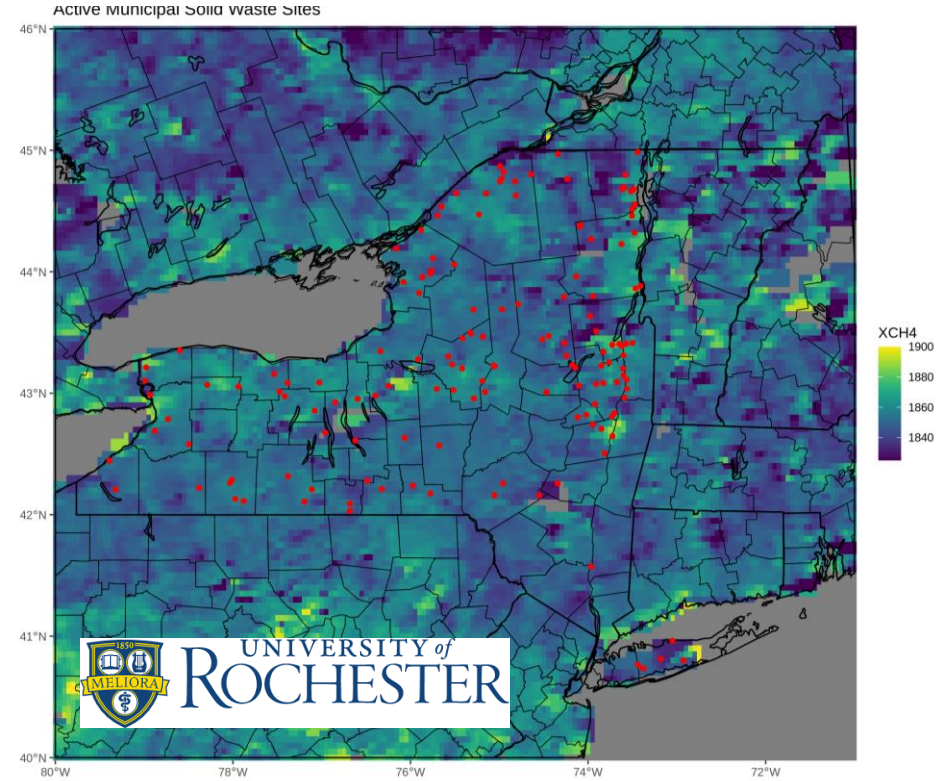 Active Municipal Solid Waste Sites
46°N
45°N
44°N
43°N
42°N
41°N
40°N
80°W
78°W
76°W
74°W
72°W
XCH4
1900
1880
1860
1840
1850
MELIORA
UNIVERSITY of
ROCHESTER